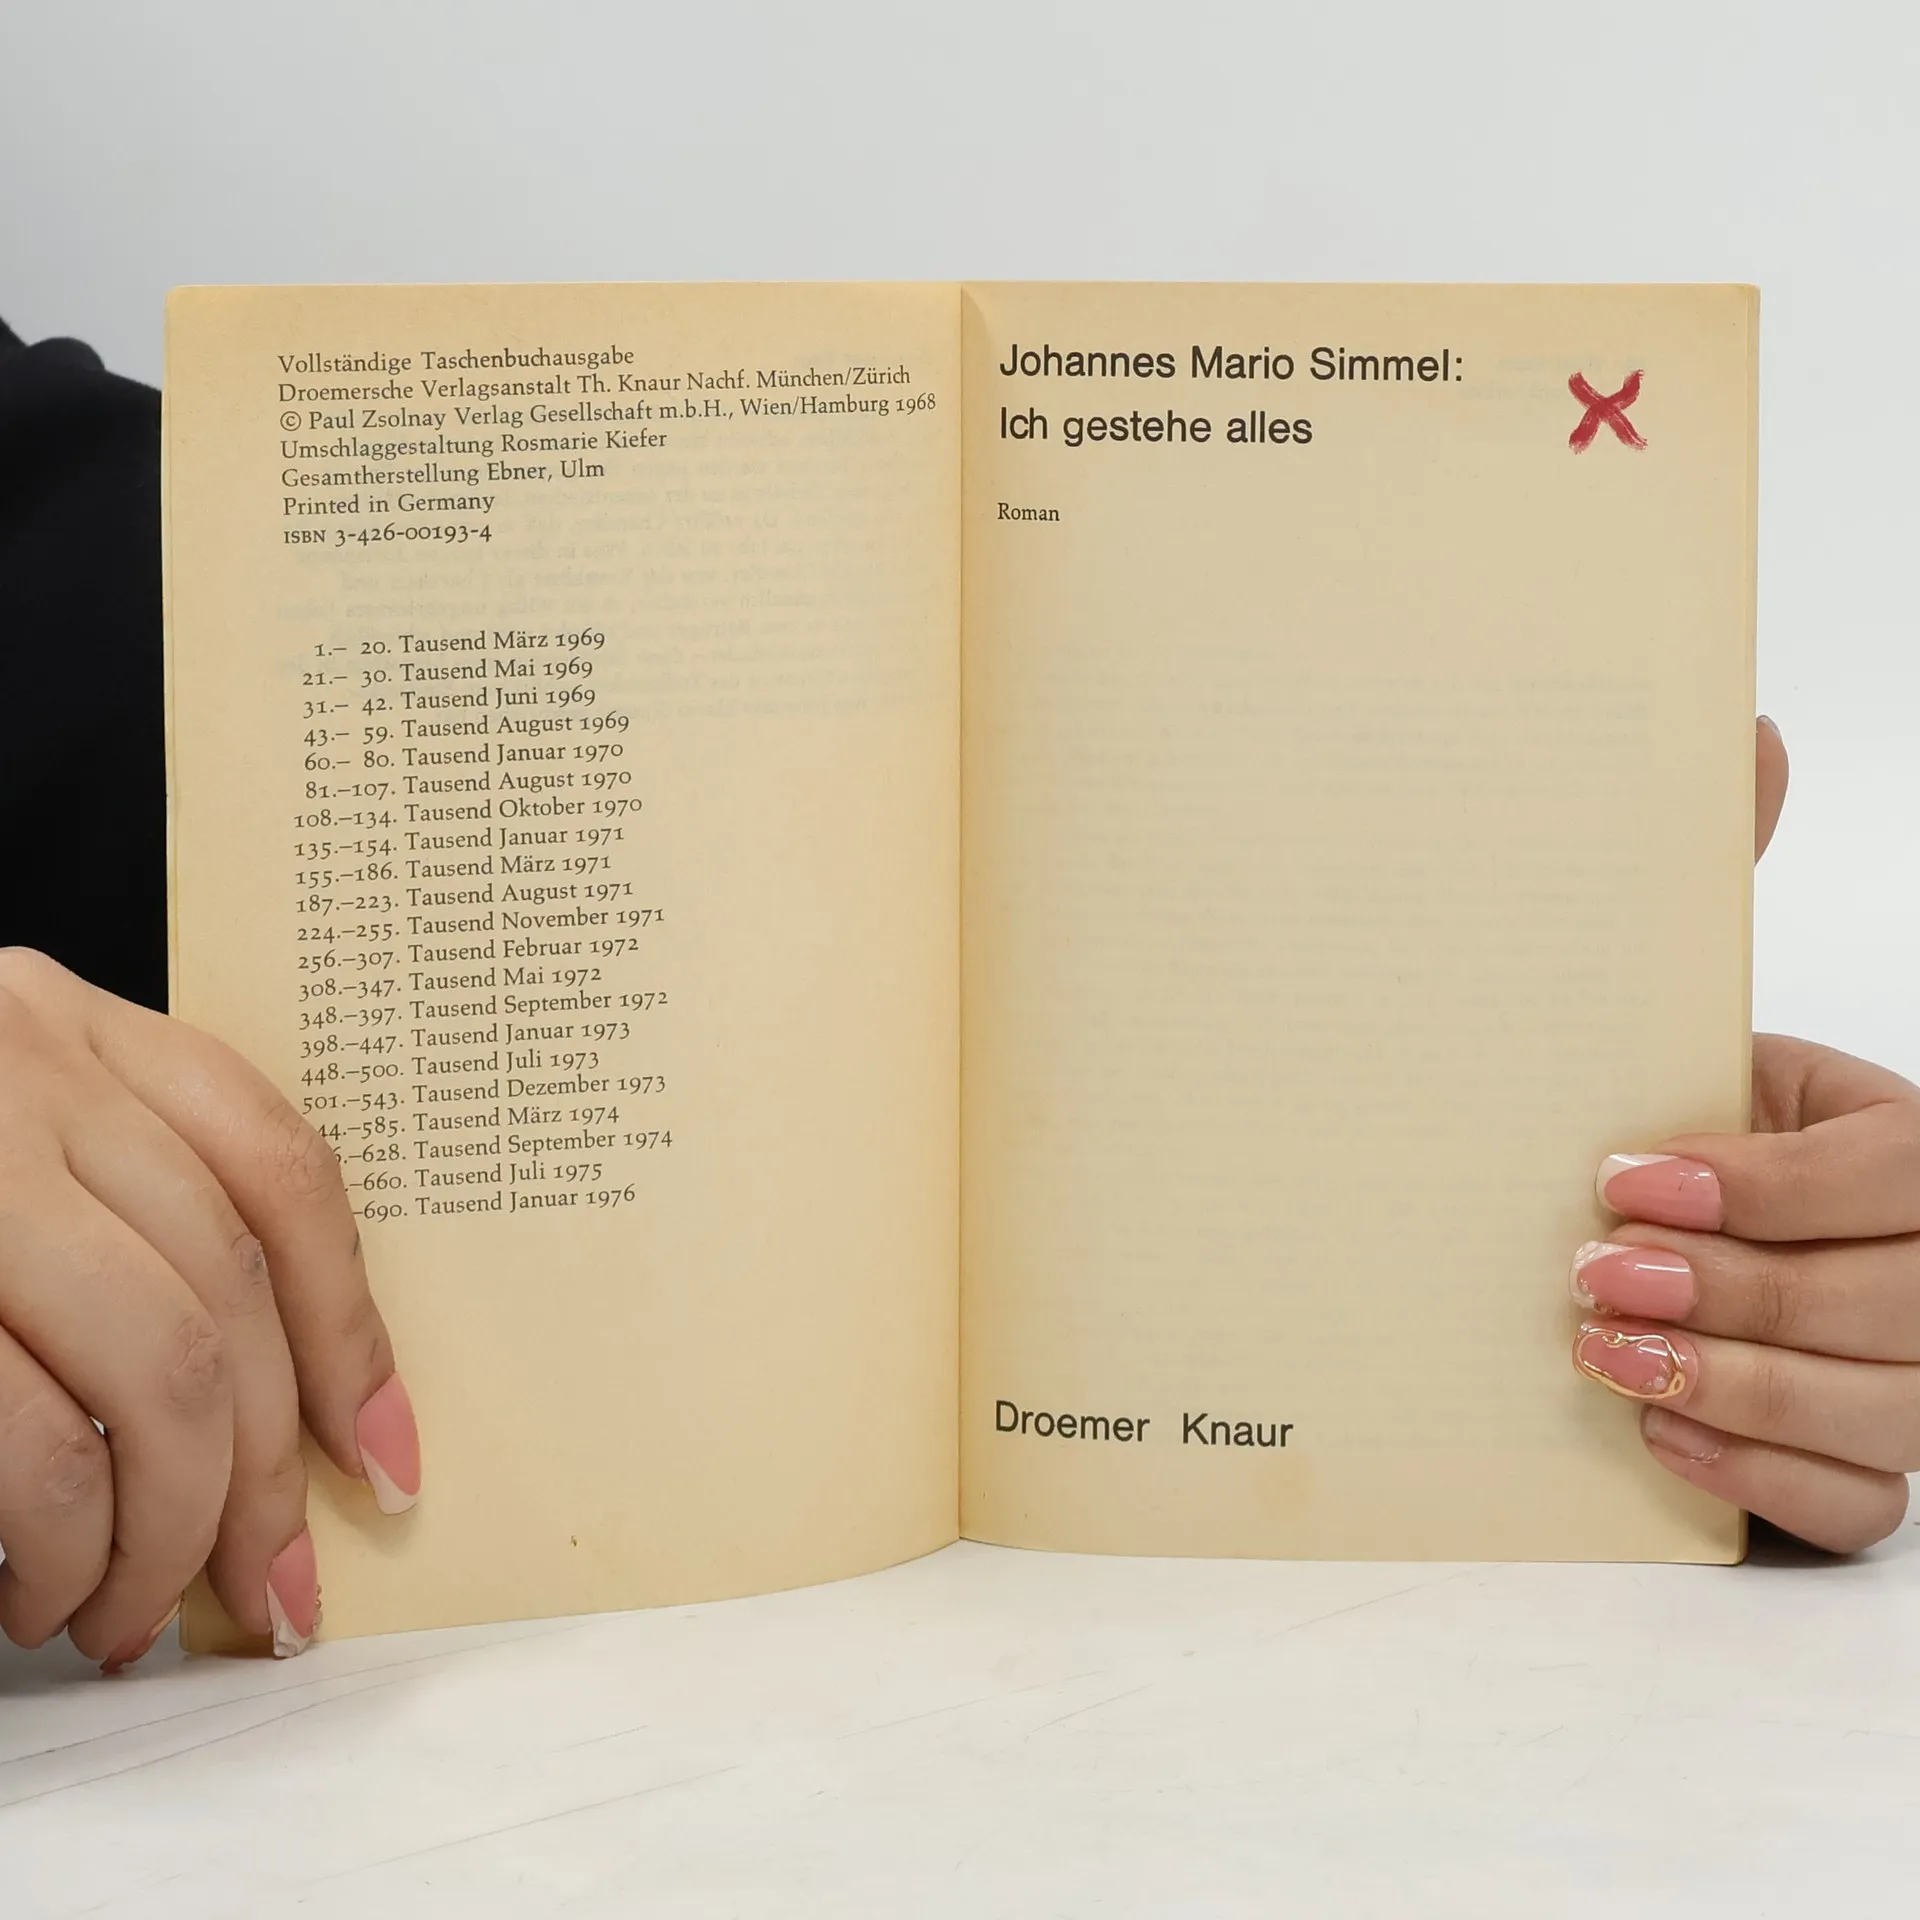 Vollständige Taschenbuchausgabe
Droemersche Verlagsanstalt Th. Knaur Nachf. München/Zürich
© Paul Zsolnay Verlag Gesellschaft m.b.H., Wien/Hamburg 1968
Umschlaggestaltung Rosmarie Kiefer
Gesamtherstellung Ebner, Ulm
Printed in Germany
ISBN 3-426-00193-4
1.– 20. Tausend März 1969
21.– 30. Tausend Mai 1969
31.– 42. Tausend Juni 1969
43.– 59. Tausend August 1969
60.– 80. Tausend Januar 1970
81.–107. Tausend August 1970
108.–134. Tausend Oktober 1970
135.–154. Tausend Januar 1971
155.–186. Tausend März 1971
187.–223. Tausend August 1971
224.–255. Tausend November 1971
256.–307. Tausend Februar 1972
308.–347. Tausend Mai 1972
348.–397. Tausend September 1972
398.–447. Tausend Januar 1973
448.–500. Tausend Juli 1973
501.–543. Tausend Dezember 1973
44.–585. Tausend März 1974
.–628. Tausend September 1974
.–660. Tausend Juli 1975
–690. Tausend Januar 1976
Johannes Mario Simmel:
Ich gestehe alles
Roman
Droemer Knaur